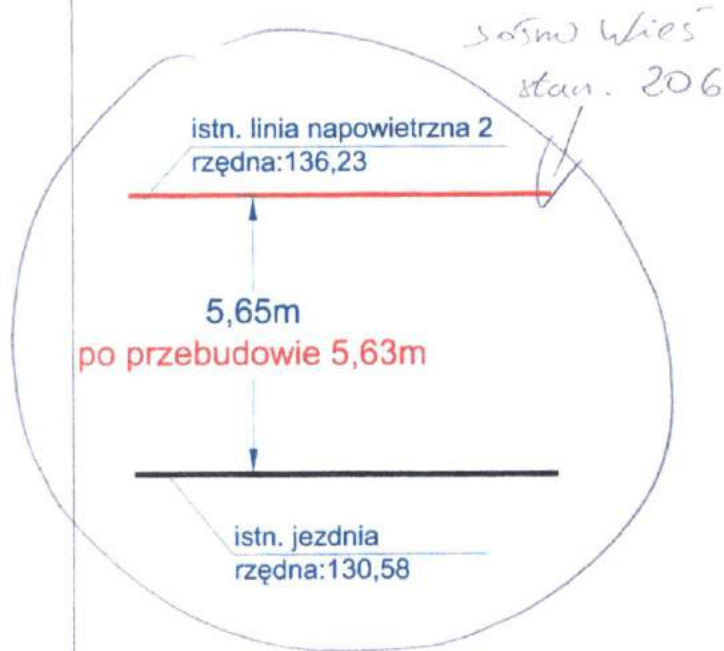 Wieś
stan. 206
istn. linia napowietrzna 2
rzędna:136,23
5,65m
po przebudowie 5,63m
istn. jezdnia
rzędna:130,58